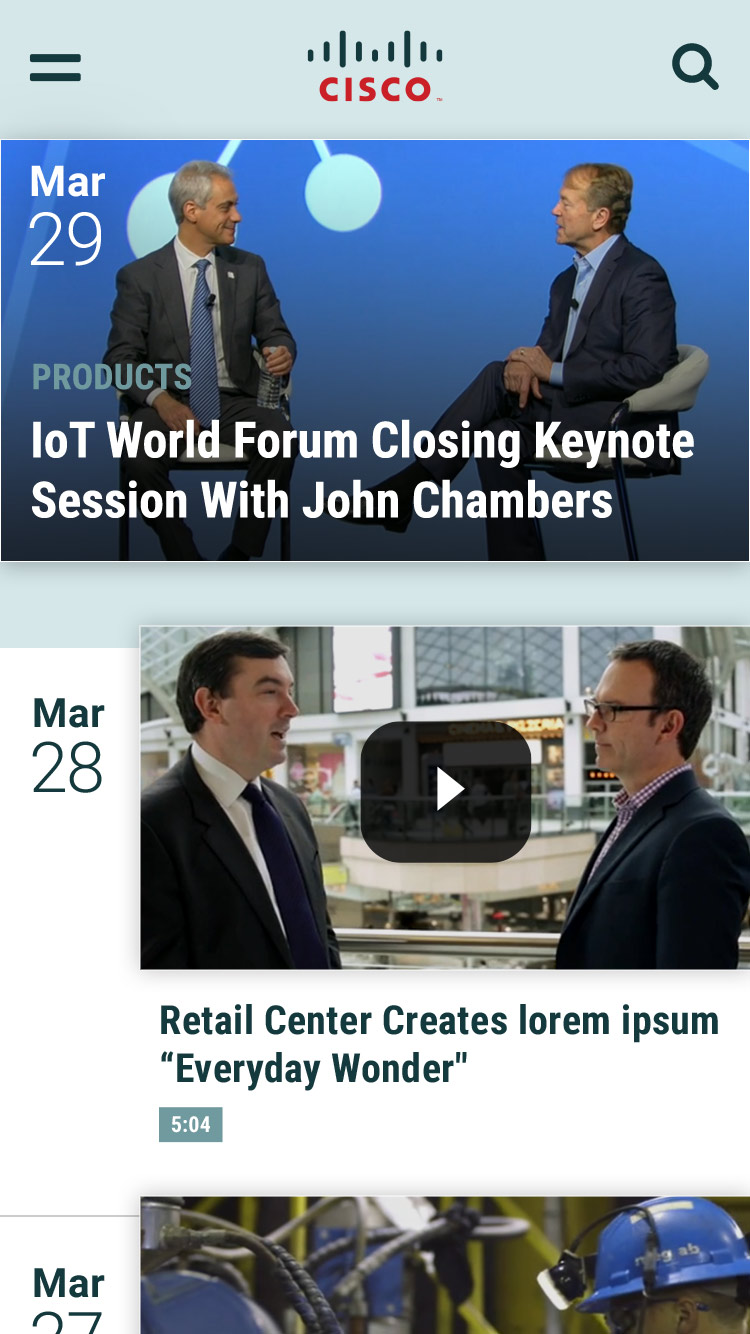 CISCO
Mar
29
PRODUCTS
IoT World Forum Closing Keynote
Session With John Chambers
Mar
28
Retail Center Creates lorem ipsum
“Everyday Wonder"
5:04
Mar
27